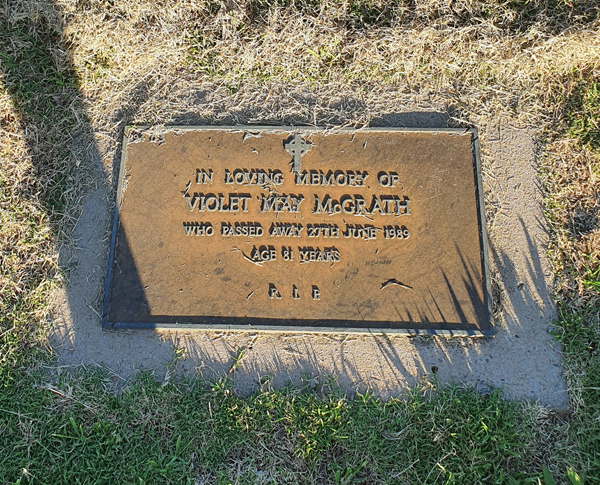 IN LOVING MEMORY OF
VIOLET MAY McGRATH
WHO PASSED AWAY 27TH JUNE 1989
AGE 81 YEARS
R I P